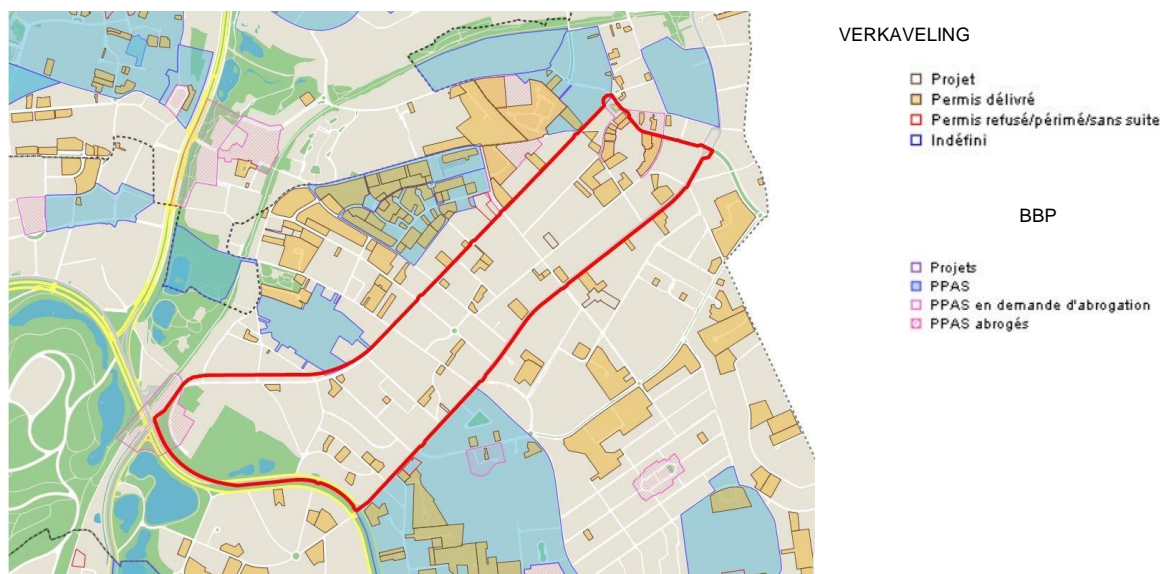 VERKAVELING
Projet
Permis délivré
Permis refusé/périmé/sans suite
Indéfini
BBP
Projets
PPAS
PPAS en demande d'abrogation
PPAS abrogés